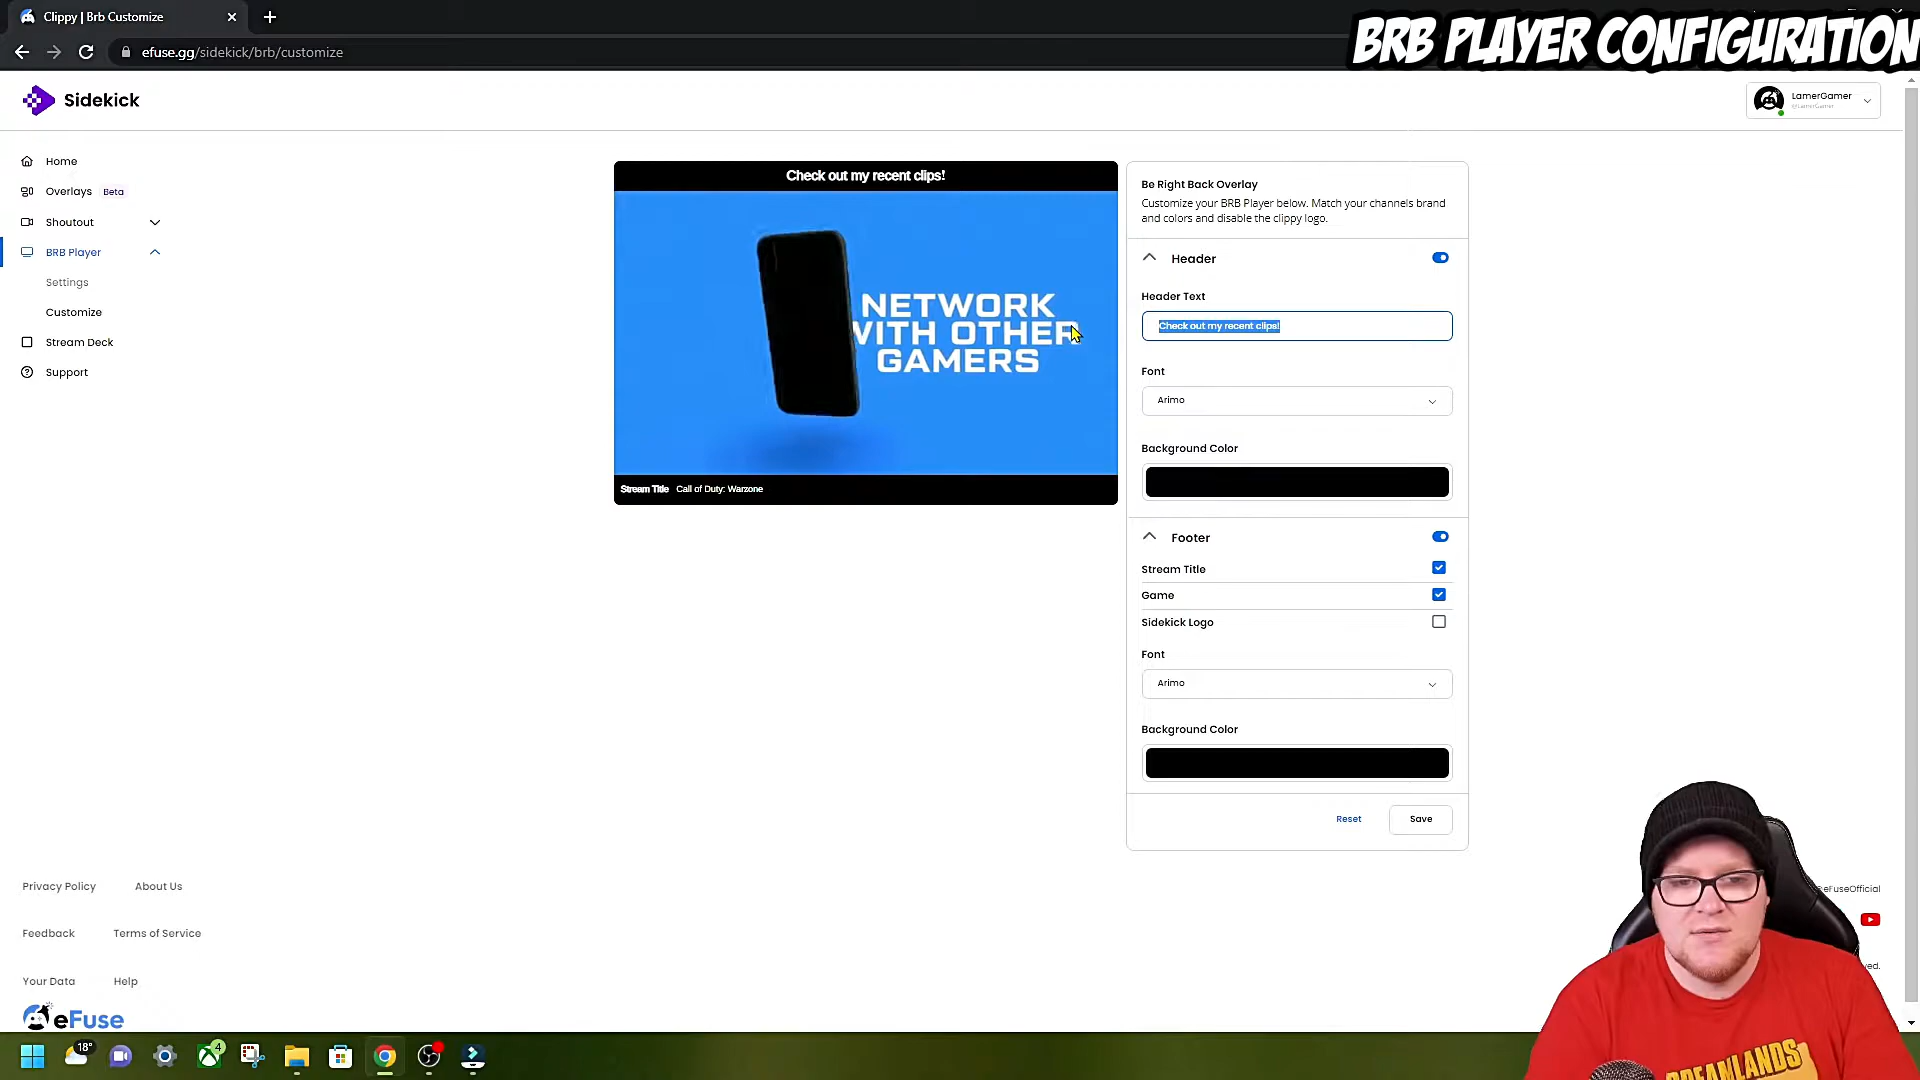 Clippy | Brb Customize
efuse.gg/sidekick/brb/customize
BRB PLAYER CONFIGURATION
Sidekick
LamerGamer
@LamerGamer
Home
Overlays Beta
Shoutout
BRB Player
Settings
Customize
Stream Deck
Support
Check out my recent clips!
NETWORK
WITH OTHER
GAMERS
Stream Title Call of Duty: Warzone
Be Right Back Overlay
Customize your BRB Player below. Match your channels brand
and colors and disable the clippy logo.
Header
Header Text
Check out my recent clips!
Font
Arimo
Background Color
Footer
Stream Title
Game
Sidekick Logo
Font
Arimo
Background Color
Reset Save
Privacy Policy About Us
Feedback Terms of Service
Your Data Help
eFuse
eFuseOfficial
18°
4